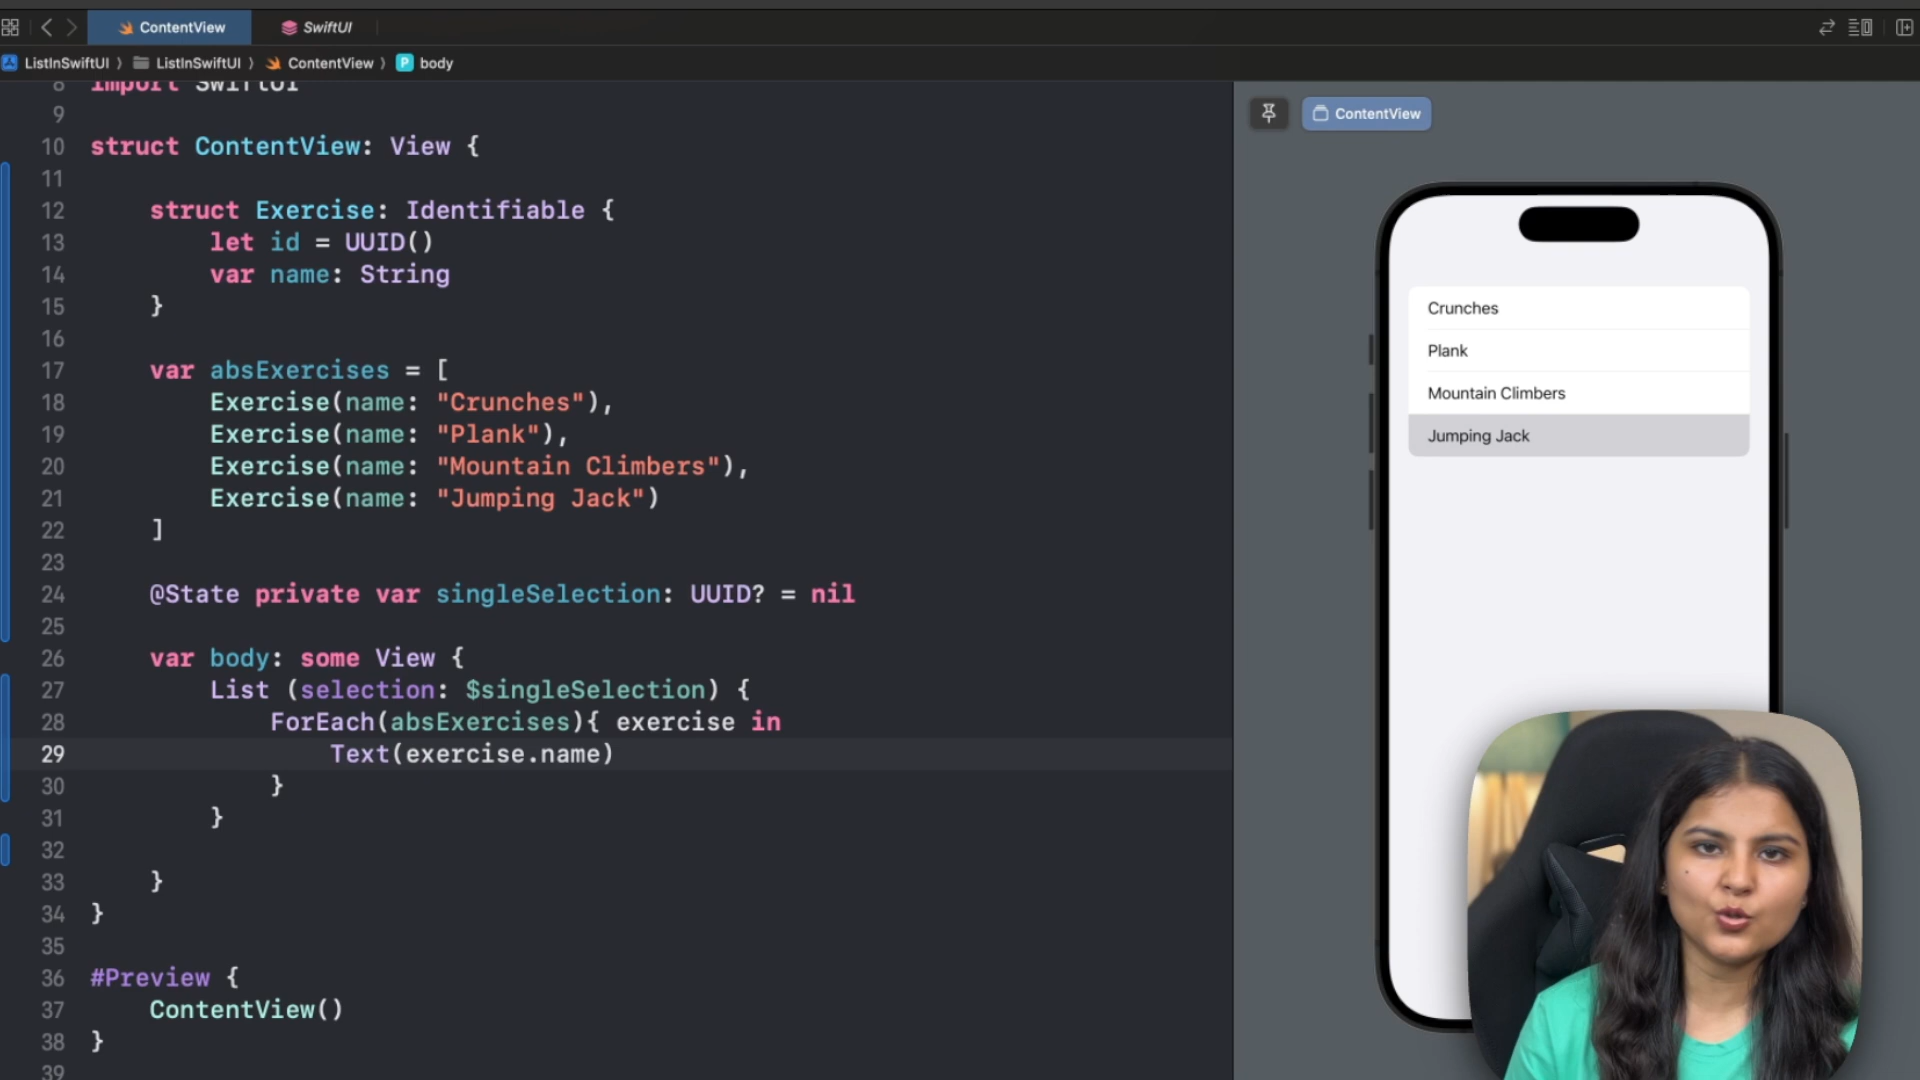 ContentView SwiftUI
ListInSwiftUI 〉 ListInSwiftUI 〉 ContentView 〉 P body
8 import SwiftUI
9
10 struct ContentView: View {
11
12 struct Exercise: Identifiable {
13 let id = UUID()
14 var name: String
15 }
16
17 var absExercises = [
18 Exercise(name: "Crunches"),
19 Exercise(name: "Plank"),
20 Exercise(name: "Mountain Climbers"),
21 Exercise(name: "Jumping Jack")
22 ]
23
24 @State private var singleSelection: UUID? = nil
25
26 var body: some View {
27 List (selection: $singleSelection) {
28 ForEach(absExercises){ exercise in
29 Text(exercise.name)
30 }
31 }
32
33 }
34 }
35
36 #Preview {
37 ContentView()
38 }
39
ContentView
Crunches
Plank
Mountain Climbers
Jumping Jack